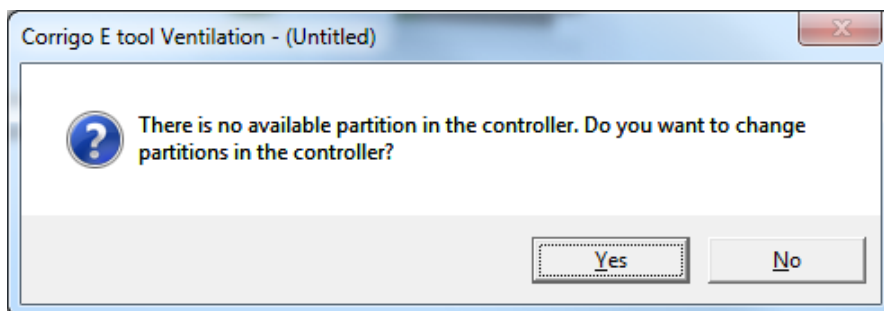 Corrigo E tool Ventilation - (Untitled)
There is no available partition in the controller. Do you want to change
partitions in the controller?
Yes
No